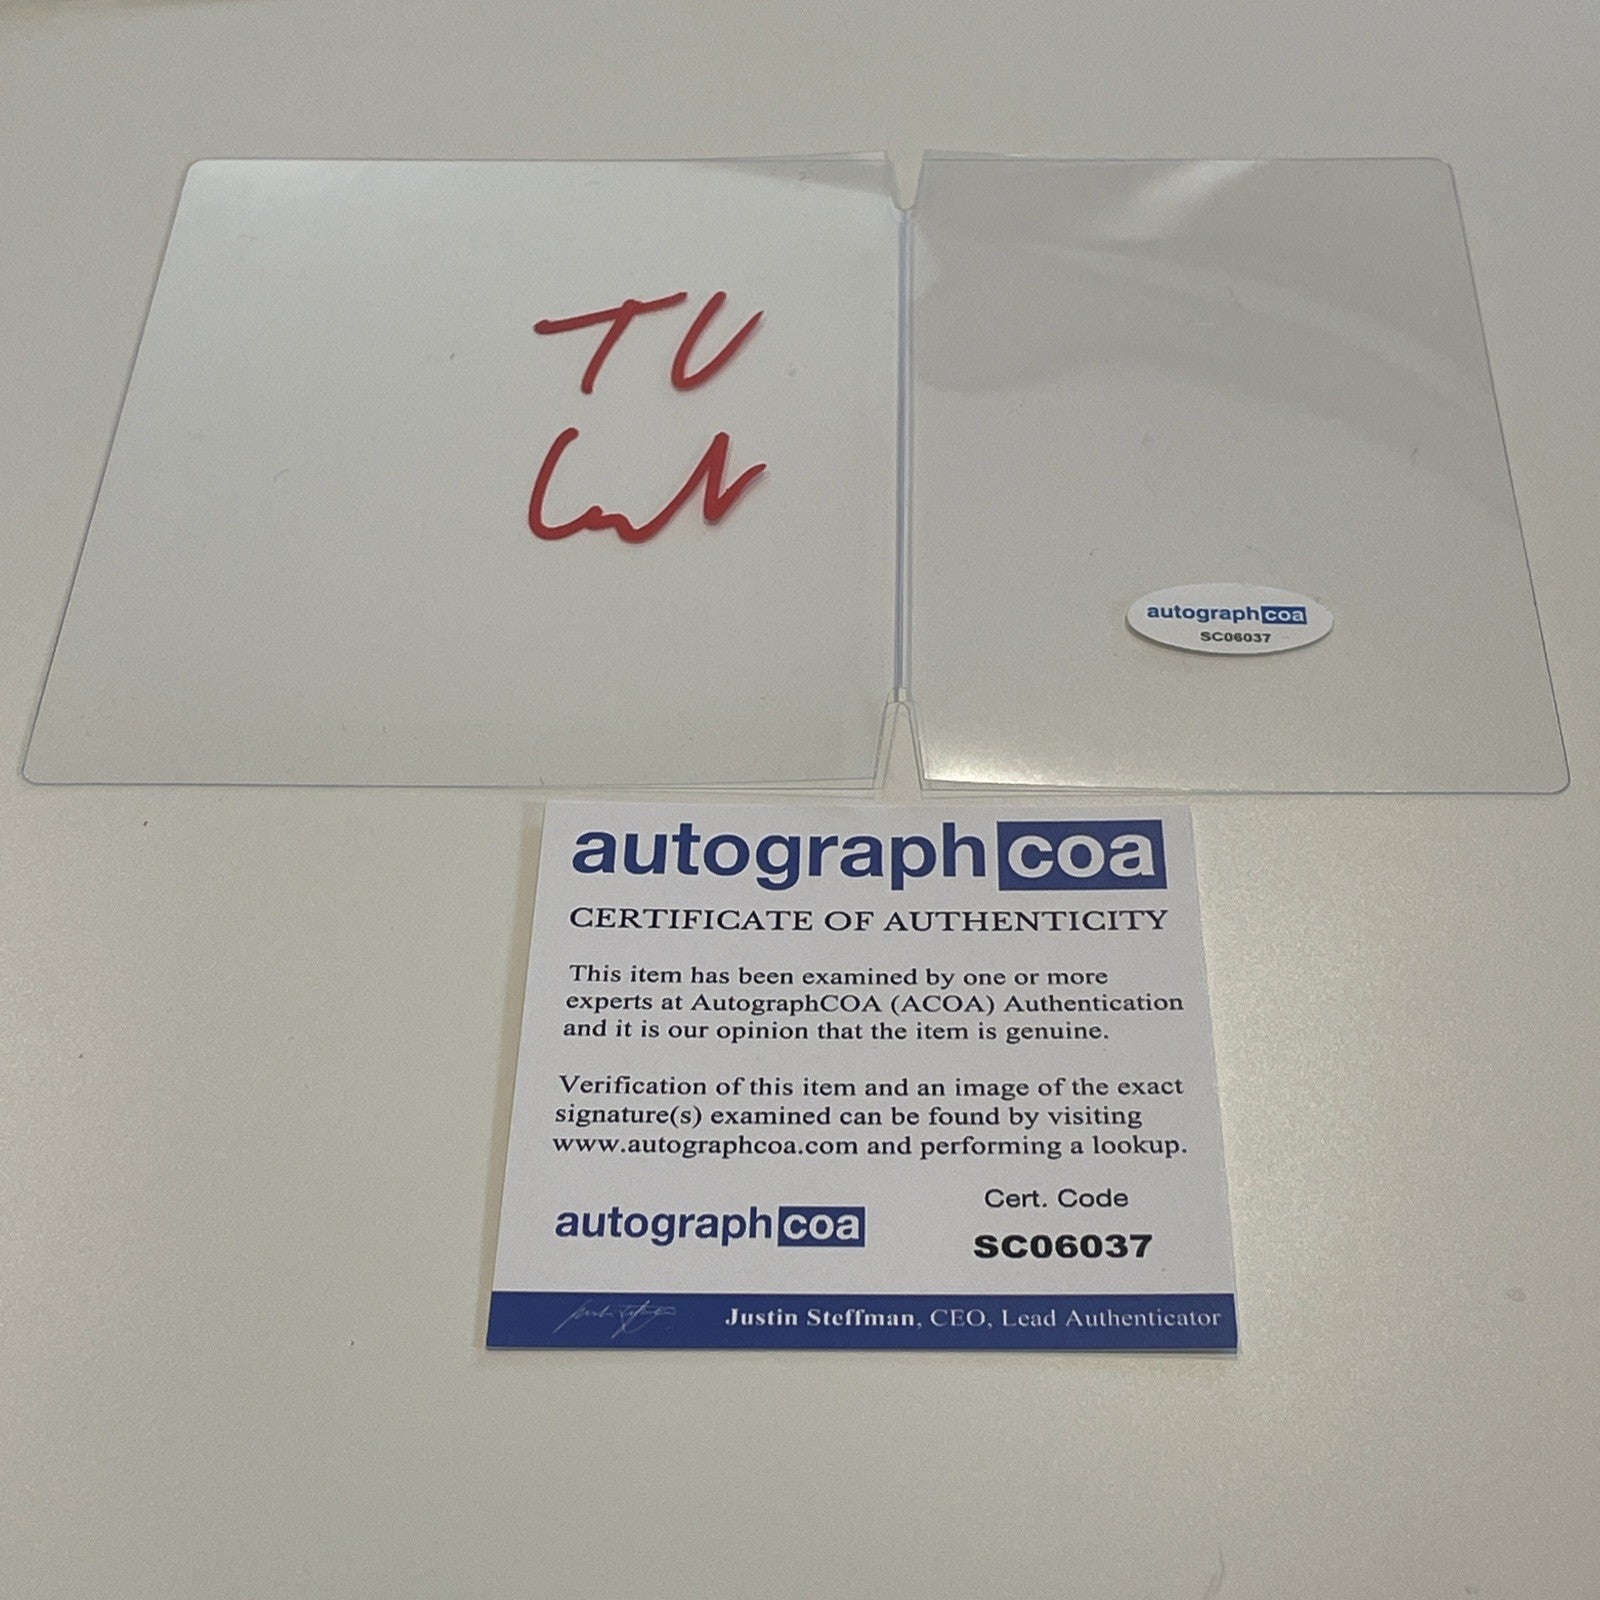 TU
autographcoa
SC06037
autographcoa
CERTIFICATE OF AUTHENTICITY
This item has been examined by one or more
experts at AutographCOA (ACOA) Authentication
and it is our opinion that the item is genuine.
Verification of this item and an image of the exact
signature(s) examined can be found by visiting
www.autographcoa.com and performing a lookup.
autographcoa
Cert. Code
SC06037
Justin Steffman, CEO, Lead Authenticator